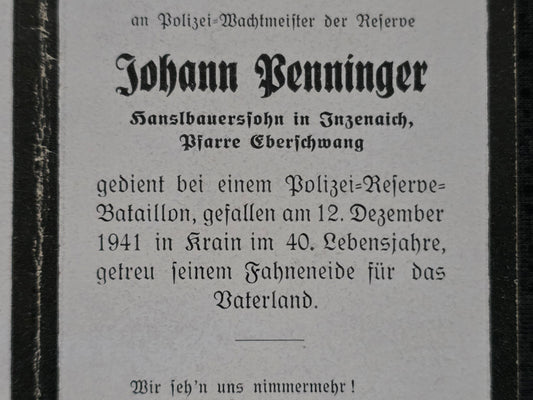 an Polizei-Wachtmeister der Reserve
Johann Penninger
Hanslbauerssohn in Inzenaich,
Pfarre Eberschwang
gedient bei einem Polizei-Reserve-
Bataillon, gefallen am 12. Dezember
1941 in Krain im 40. Lebensjahre,
getreu seinem Fahneneide für das
Vaterland.
Wir seh'n uns nimmermehr!